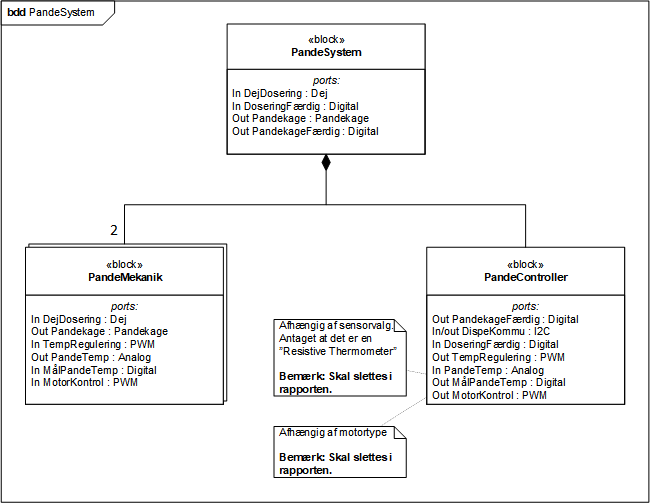 bdd PandeSystem
«block»
PandeSystem
ports:
In DejDosering : Dej
In DoseringFærdig : Digital
Out Pandekage : Pandekage
Out PandekageFærdig : Digital
2
«block»
PandeMekanik
ports:
In DejDosering : Dej
Out Pandekage : Pandekage
In TempRegulering : PWM
Out PandeTemp : Analog
In MålPandeTemp : Digital
In MotorKontrol : PWM
«block»
PandeController
ports:
Out PandekageFærdig : Digital
In/out DispeKommu : I2C
In DoseringFærdig : Digital
Out TempRegulering : PWM
In PandeTemp : Analog
Out MålPandeTemp : Digital
Out MotorKontrol : PWM
Afhængig af sensorvalg.
Antaget at det er en
”Resistive Thermometer”
Bemærk: Skal slettes i
rapporten.
Afhængig af motortype
Bemærk: Skal slettes i
rapporten.